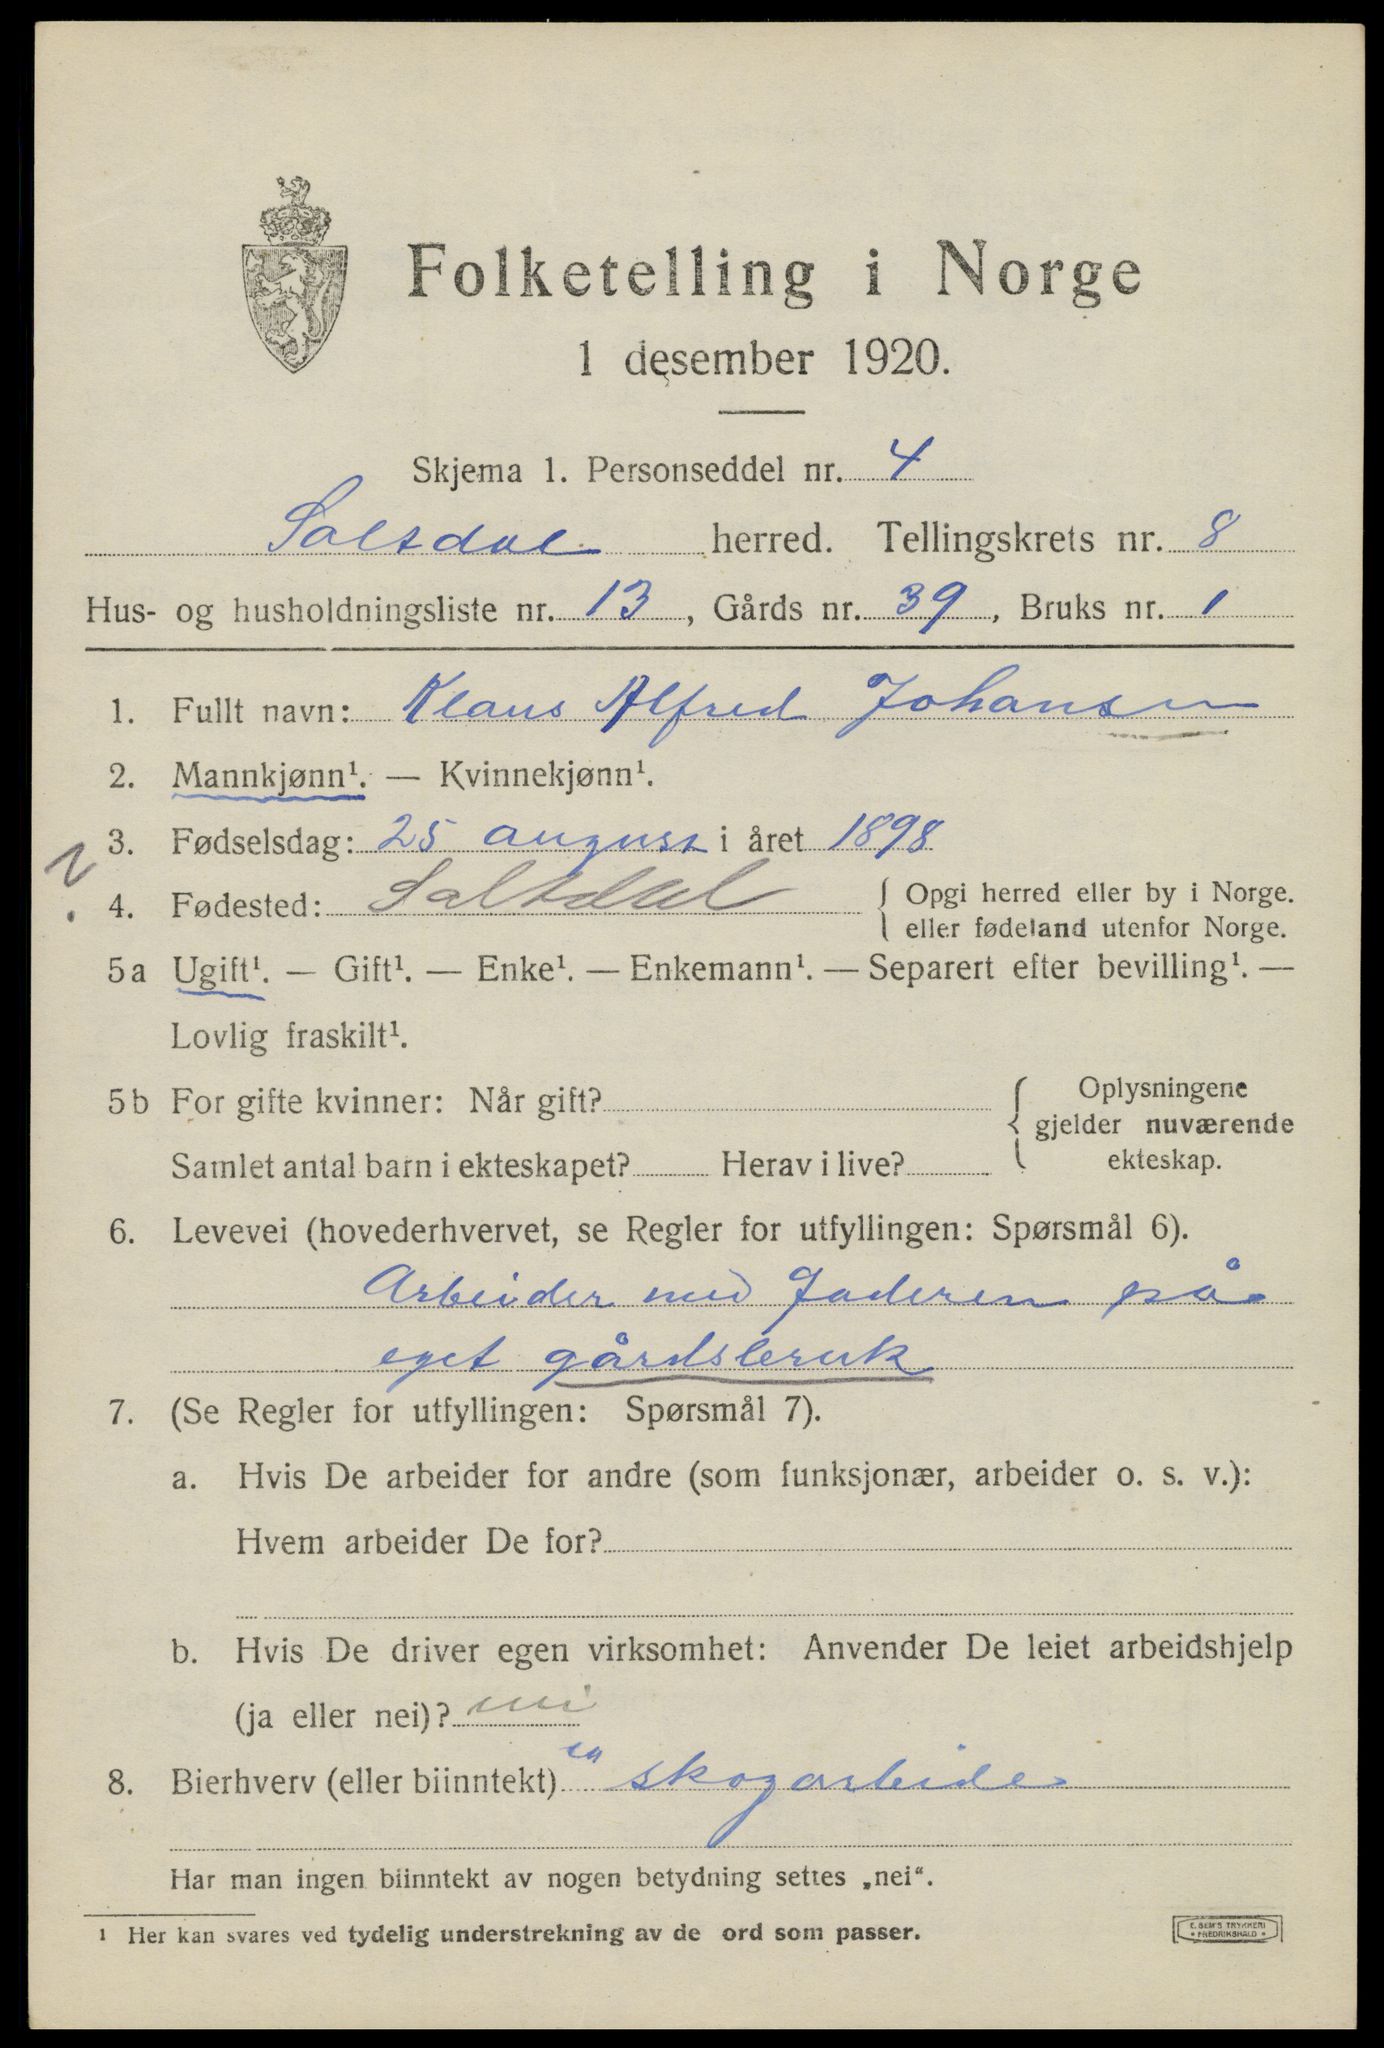 Folketelling i Norge
1 desember 1920.
Skjema 1. Personseddel nr. 4
Saltdal herred. Tellingskrets nr. 8
Hus- og husholdningsliste nr. 13, Gårds nr. 39, Bruks nr. 1
1. Fullt navn: Klaus Alfred Johansen
2. Mannkjønn¹. — Kvinnekjønn¹.
3. Fødselsdag: 25 august i året 1898
4. Fødested: Saltdal { Opgi herred eller by i Norge.
eller fødeland utenfor Norge.
5a Ugift¹. — Gift¹. — Enke¹. — Enkemann¹. — Separert efter bevilling¹. —
Lovlig fraskilt¹.
5b For gifte kvinner: Når gift? { Oplysningene
gjelder nuværende
Samlet antal barn i ekteskapet? Herav i live? ekteskap.
6. Levevei (hovederhvervet, se Regler for utfyllingen: Spørsmål 6).
Arbeider med faderen på
eget gårdsbruk
7. (Se Regler for utfyllingen: Spørsmål 7).
a. Hvis De arbeider for andre (som funksjonær, arbeider o. s. v.):
Hvem arbeider De for?
b. Hvis De driver egen virksomhet: Anvender De leiet arbeidshjelp
(ja eller nei)? nei
8. Bierhverv (eller biinntekt) skogarbeide
Har man ingen biinntekt av nogen betydning settes „nei“.
¹ Her kan svares ved tydelig understrekning av de ord som passer.
E. SEM'S TRYKKERI
• FREDRIKSHALD •